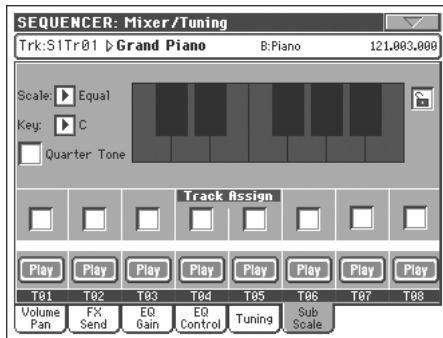 SEQUENCER: Mixer/Tuning
Trk:S1Tr01 Grand Piano B:Piano 121.003.000
Scale: Equal
Key: C
Quarter Tone
Track Assign
Play Play Play Play Play Play Play Play
T01 T02 T03 T04 T05 T06 T07 T08
Volume Pan FX Send EQ Gain EQ Control Tuning Sub Scale